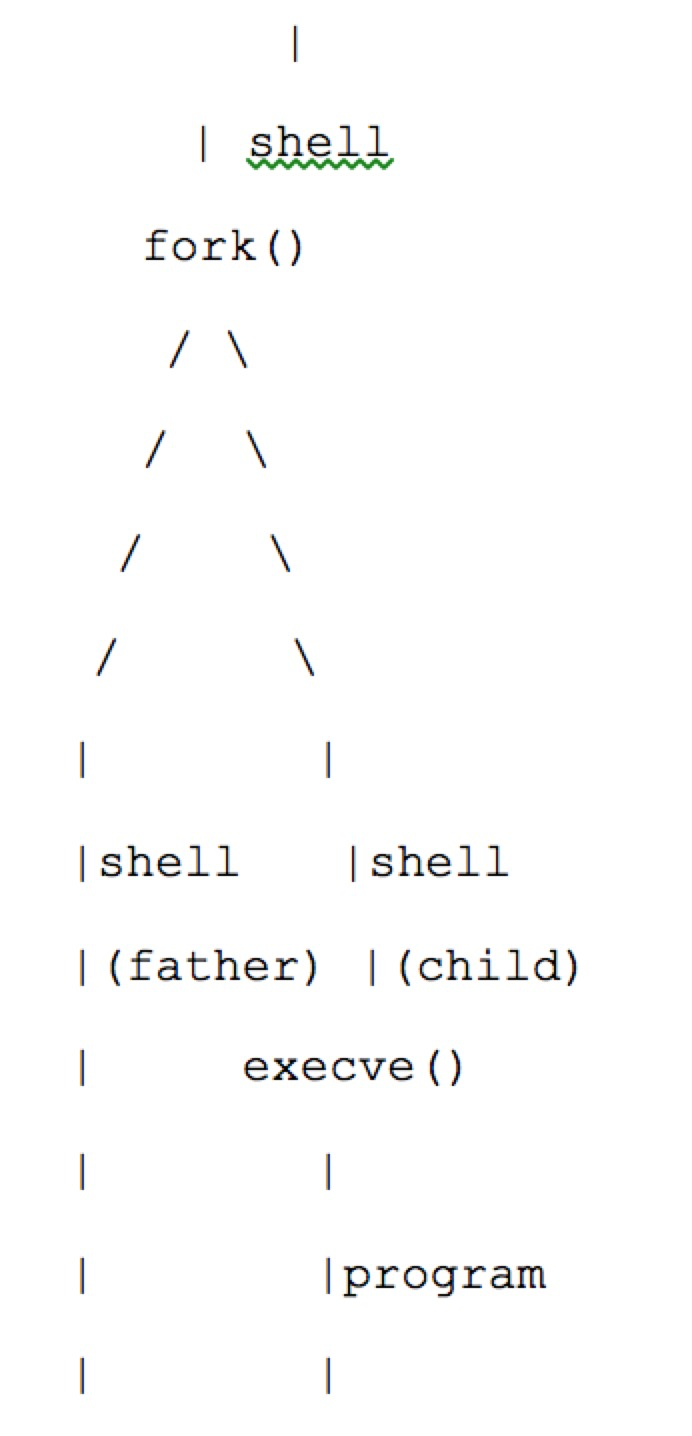 |
| shell
fork()
/ \
/   \
/     \
/       \
|         |
|shell    |shell
|(father) |(child)
|      execve()
|         |
|         |program
|         |